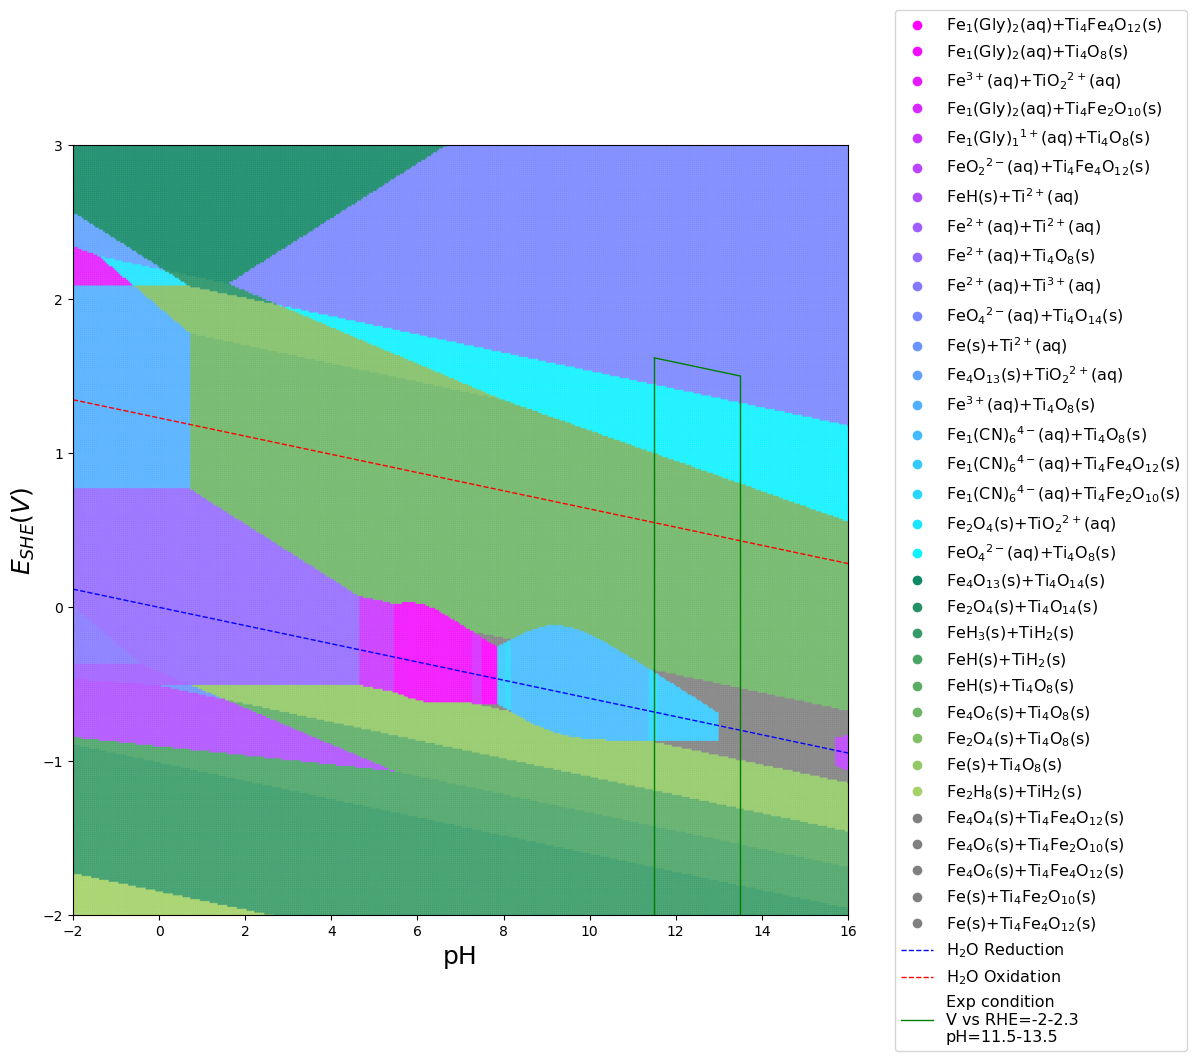 Fe₁(Gly)₂(aq)+Ti₄Fe₄O₁₂(s)
Fe₁(Gly)₂(aq)+Ti₄O₈(s)
Fe³⁺(aq)+TiO₂²⁺(aq)
Fe₁(Gly)₂(aq)+Ti₄Fe₂O₁₀(s)
Fe₁(Gly)₁¹⁺(aq)+Ti₄O₈(s)
FeO₂²⁻(aq)+Ti₄Fe₄O₁₂(s)
FeH(s)+Ti²⁺(aq)
Fe²⁺(aq)+Ti²⁺(aq)
Fe²⁺(aq)+Ti₄O₈(s)
Fe²⁺(aq)+Ti³⁺(aq)
FeO₄²⁻(aq)+Ti₄O₁₄(s)
Fe(s)+Ti²⁺(aq)
Fe₄O₁₃(s)+TiO₂²⁺(aq)
Fe³⁺(aq)+Ti₄O₈(s)
Fe₁(CN)₆⁴⁻(aq)+Ti₄O₈(s)
Fe₁(CN)₆⁴⁻(aq)+Ti₄Fe₄O₁₂(s)
Fe₁(CN)₆⁴⁻(aq)+Ti₄Fe₂O₁₀(s)
Fe₂O₄(s)+TiO₂²⁺(aq)
FeO₄²⁻(aq)+Ti₄O₈(s)
Fe₄O₁₃(s)+Ti₄O₁₄(s)
Fe₂O₄(s)+Ti₄O₁₄(s)
FeH₃(s)+TiH₂(s)
FeH(s)+TiH₂(s)
FeH(s)+Ti₄O₈(s)
Fe₄O₆(s)+Ti₄O₈(s)
Fe₂O₄(s)+Ti₄O₈(s)
Fe(s)+Ti₄O₈(s)
Fe₂H₈(s)+TiH₂(s)
Fe₄O₄(s)+Ti₄Fe₄O₁₂(s)
Fe₄O₆(s)+Ti₄Fe₂O₁₀(s)
Fe₄O₆(s)+Ti₄Fe₄O₁₂(s)
Fe(s)+Ti₄Fe₂O₁₀(s)
Fe(s)+Ti₄Fe₄O₁₂(s)
H₂O Reduction
H₂O Oxidation
Exp condition
V vs RHE=-2-2.3
pH=11.5-13.5
E_SHE(V)
3
2
1
0
−1
−2
−2 0 2 4 6 8 10 12 14 16
pH